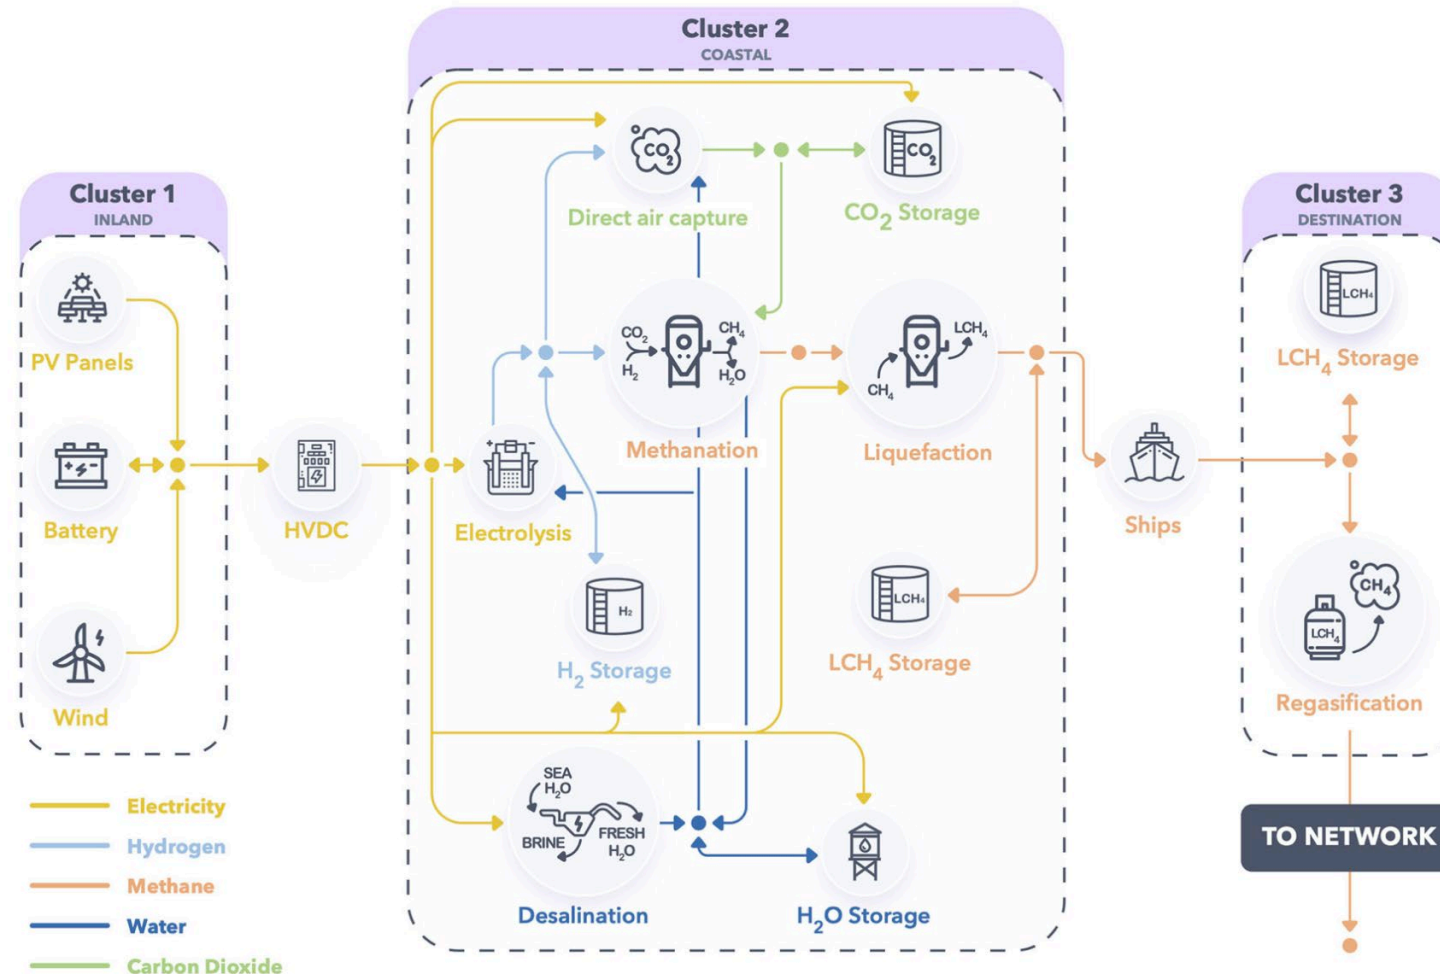 Cluster 2
COASTAL
Cluster 1
INLAND
Cluster 3
DESTINATION
CO2
CO2
Direct air capture
CO2 Storage
PV Panels
LCH4
LCH4 Storage
CO2
H2
CH4
H2O
Methanation
CH4
LCH4
Liquefaction
Battery
HVDC
Electrolysis
Ships
H2
H2 Storage
LCH4
LCH4 Storage
CH4
LCH4
Regasification
Wind
SEA
H2O
BRINE
FRESH
H2O
Desalination
H2O Storage
TO NETWORK
Electricity
Hydrogen
Methane
Water
Carbon Dioxide